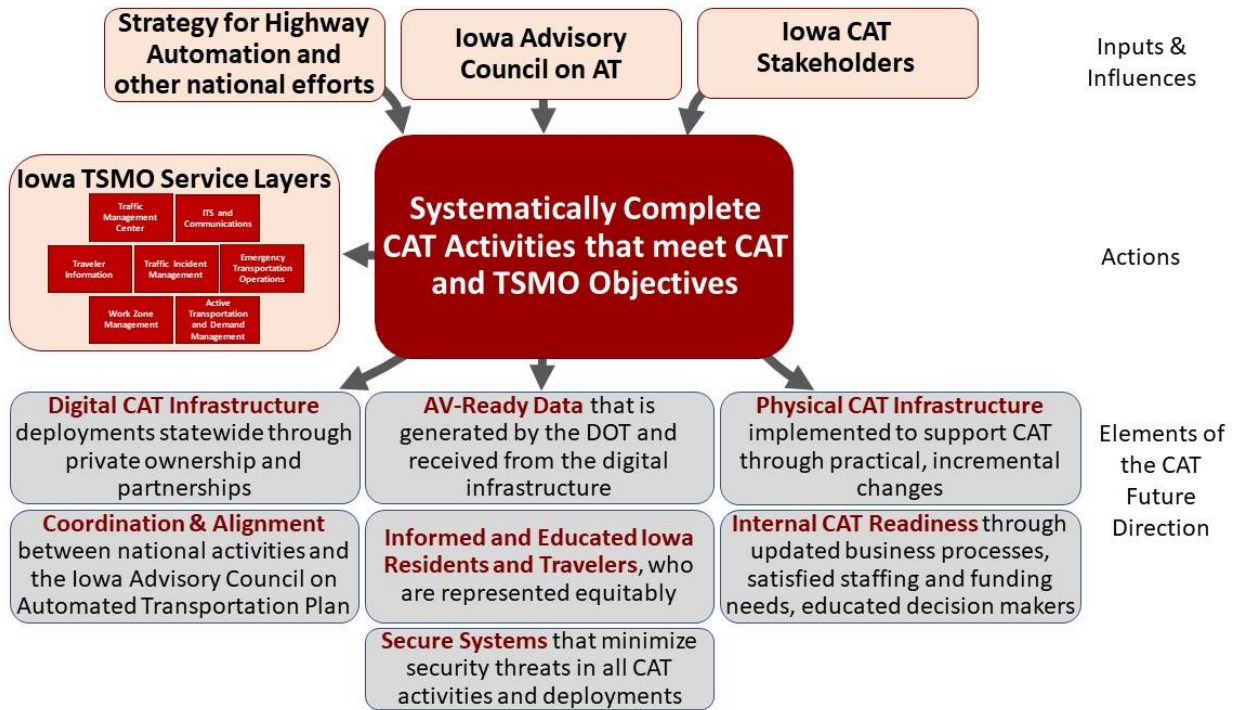 Strategy for Highway
Automation and
other national efforts
Iowa Advisory
Council on AT
Iowa CAT
Stakeholders
Inputs &
Influences
Iowa TSMO Service Layers
Traffic
Management
Center
ITS and
Communications
Traveler
Information
Traffic Incident
Management
Emergency
Transportation
Operations
Work Zone
Management
Active
Transportation
and Demand
Management
Systematically Complete
CAT Activities that meet CAT
and TSMO Objectives
Actions
Digital CAT Infrastructure
deployments statewide through
private ownership and
partnerships
AV-Ready Data that is
generated by the DOT and
received from the digital
infrastructure
Physical CAT Infrastructure
implemented to support CAT
through practical, incremental
changes
Elements of
the CAT
Future
Direction
Coordination & Alignment
between national activities and
the Iowa Advisory Council on
Automated Transportation Plan
Informed and Educated Iowa
Residents and Travelers, who
are represented equitably
Internal CAT Readiness through
updated business processes,
satisfied staffing and funding
needs, educated decision makers
Secure Systems that minimize
security threats in all CAT
activities and deployments